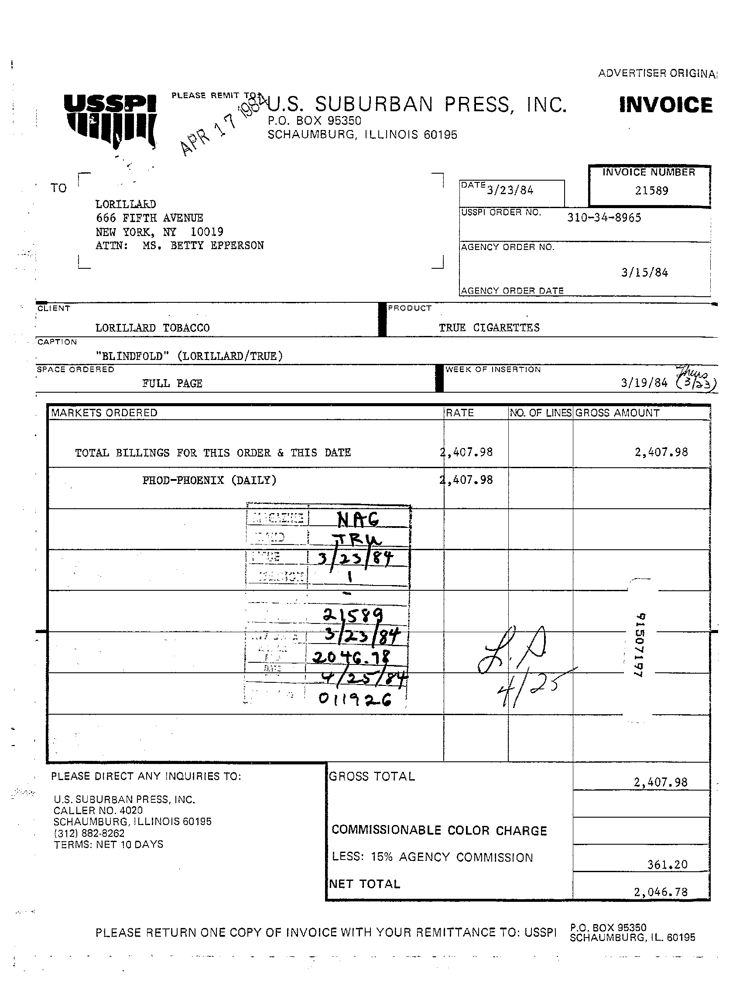 ADVERTISER ORIGINAL
USSPI
PLEASE REMIT TO:
APR 17 1984
U.S. SUBURBAN PRESS, INC.
P.O. BOX 95350
SCHAUMBURG, ILLINOIS 60195
INVOICE
TO
LORILLARD
666 FIFTH AVENUE
NEW YORK, NY 10019
ATTN: MS. BETTY EPPERSON
DATE 3/23/84
INVOICE NUMBER
21589
USSPI ORDER NO. 310-34-8965
AGENCY ORDER NO.
3/15/84
AGENCY ORDER DATE
CLIENT
LORILLARD TOBACCO
PRODUCT
TRUE CIGARETTES
CAPTION
"BLINDFOLD" (LORILLARD/TRUE)
SPACE ORDERED
FULL PAGE
WEEK OF INSERTION
3/19/84 (Thurs 3/23)
MARKETS ORDERED RATE NO. OF LINES GROSS AMOUNT
TOTAL BILLINGS FOR THIS ORDER & THIS DATE 2,407.98 2,407.98
PHOD-PHOENIX (DAILY) 2,407.98
MAGAZINE NAG
TRU
3/23/84
1
-
21589
3/23/84
2046.78
DATE 4/25/84
011926
L.A
4/25
91507197
PLEASE DIRECT ANY INQUIRIES TO:
U.S. SUBURBAN PRESS, INC.
CALLER NO. 4020
SCHAUMBURG, ILLINOIS 60195
(312) 882-8262
TERMS: NET 10 DAYS
GROSS TOTAL 2,407.98
COMMISSIONABLE COLOR CHARGE
LESS: 15% AGENCY COMMISSION 361.20
NET TOTAL 2,046.78
PLEASE RETURN ONE COPY OF INVOICE WITH YOUR REMITTANCE TO: USSPI P.O. BOX 95350
SCHAUMBURG, IL. 60195